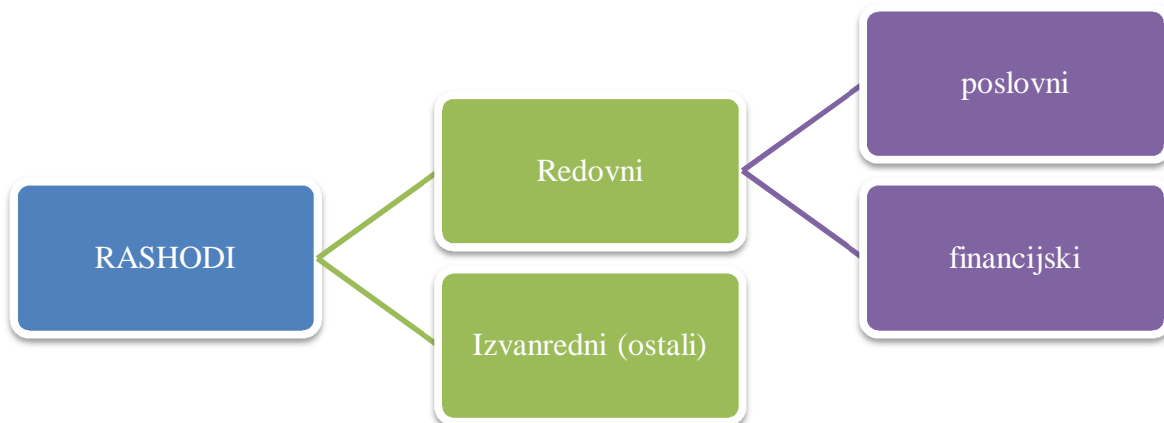 RASHODI
Redovni
Izvanredni (ostali)
poslovni
financijski